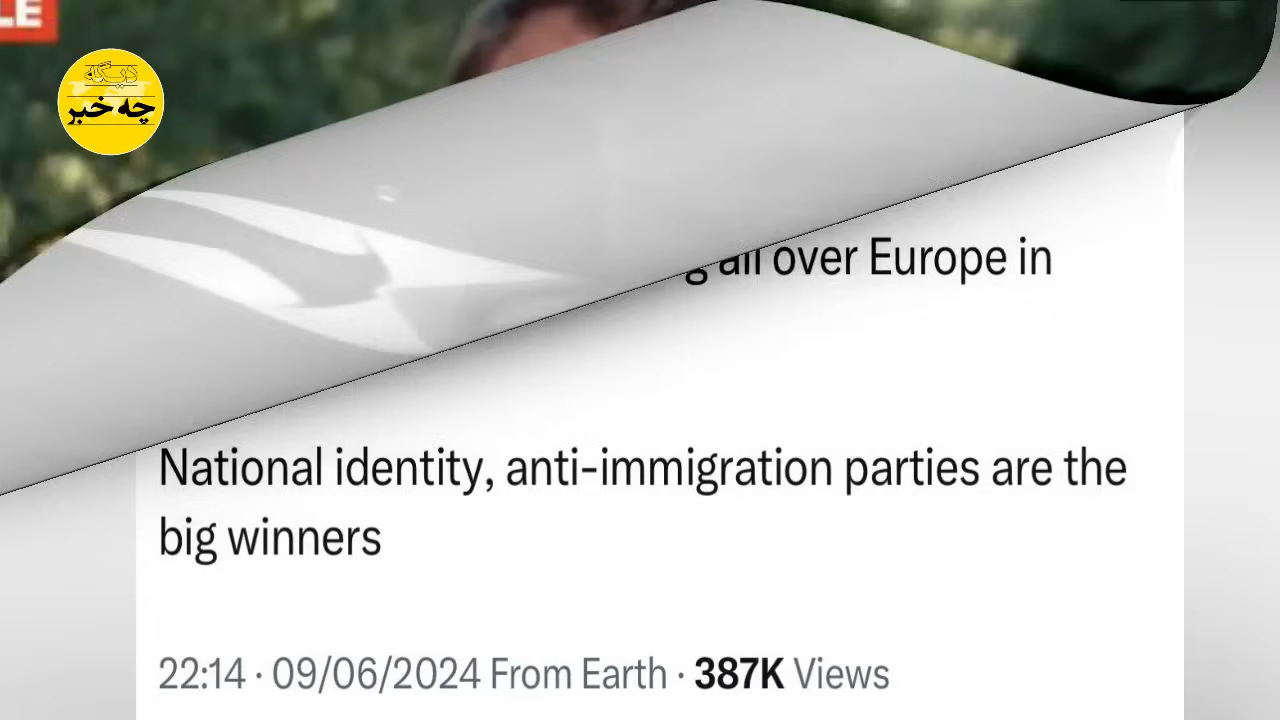 LE
دیگه
چه خبر
all over Europe in
National identity, anti-immigration parties are the
big winners
22:14 · 09/06/2024 From Earth · 387K Views